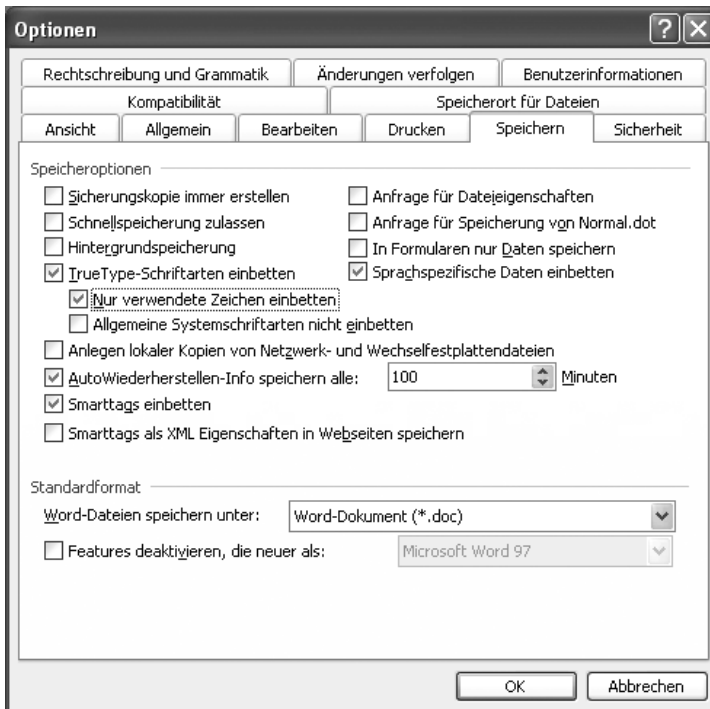 Optionen
Rechtschreibung und Grammatik Änderungen verfolgen Benutzerinformationen
Kompatibilität Speicherort für Dateien
Ansicht Allgemein Bearbeiten Drucken Speichern Sicherheit
Speicheroptionen
Sicherungskopie immer erstellen Anfrage für Dateieigenschaften
Schnellspeicherung zulassen Anfrage für Speicherung von Normal.dot
Hintergrundspeicherung In Formularen nur Daten speichern
TrueType-Schriftarten einbetten Sprachspezifische Daten einbetten
Nur verwendete Zeichen einbetten
Allgemeine Systemschriftarten nicht einbetten
Anlegen lokaler Kopien von Netzwerk- und Wechselfestplattendateien
AutoWiederherstellen-Info speichern alle: 100 Minuten
Smarttags einbetten
Smarttags als XML Eigenschaften in Webseiten speichern
Standardformat
Word-Dateien speichern unter: Word-Dokument (*.doc)
Features deaktivieren, die neuer als: Microsoft Word 97
OK Abbrechen